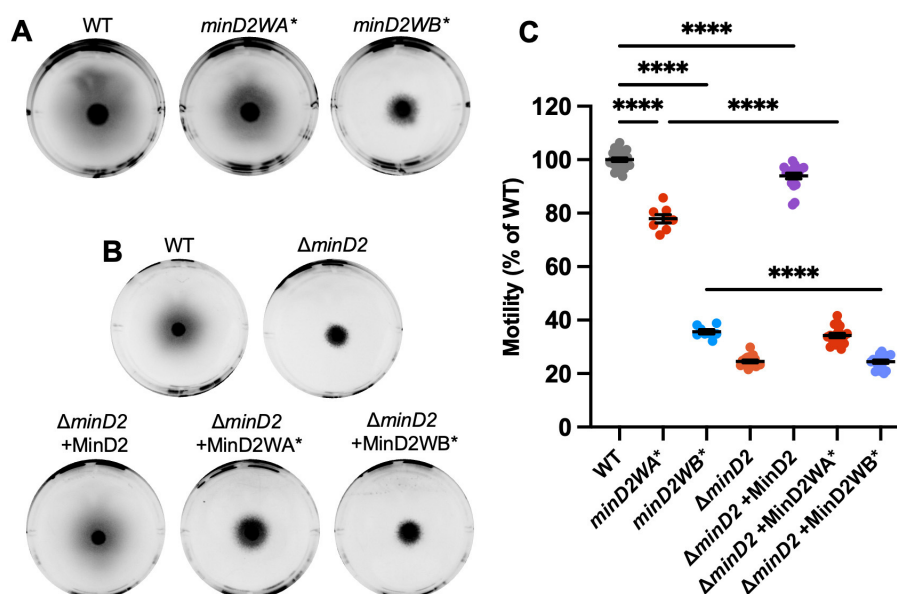 A
WT
minD2WA*
minD2WB*
B
WT
ΔminD2
ΔminD2
+MinD2
ΔminD2
+MinD2WA*
ΔminD2
+MinD2WB*
C
****
****
**** ****
****
Motility (% of WT)
120
100
80
60
40
20
0
WT
minD2WA*
minD2WB*
ΔminD2
ΔminD2 +MinD2
ΔminD2 +MinD2WA*
ΔminD2 +MinD2WB*